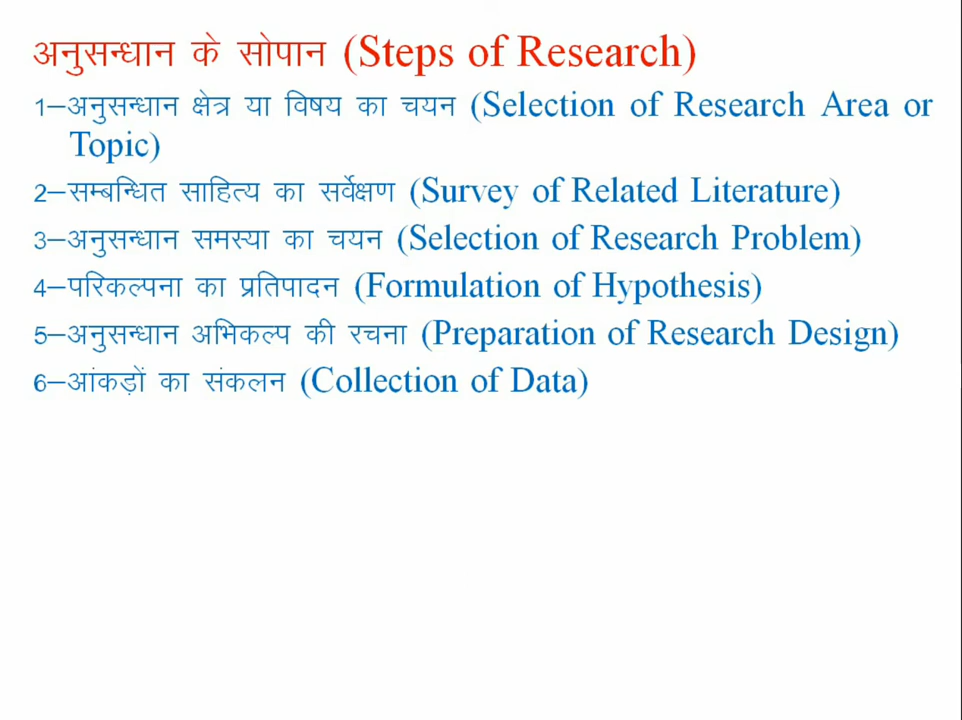 अनुसन्धान के सोपान (Steps of Research)
1–अनुसन्धान क्षेत्र या विषय का चयन (Selection of Research Area or
Topic)
2–सम्बन्धित साहित्य का सर्वेक्षण (Survey of Related Literature)
3–अनुसन्धान समस्या का चयन (Selection of Research Problem)
4–परिकल्पना का प्रतिपादन (Formulation of Hypothesis)
5–अनुसन्धान अभिकल्प की रचना (Preparation of Research Design)
6–आंकड़ों का संकलन (Collection of Data)